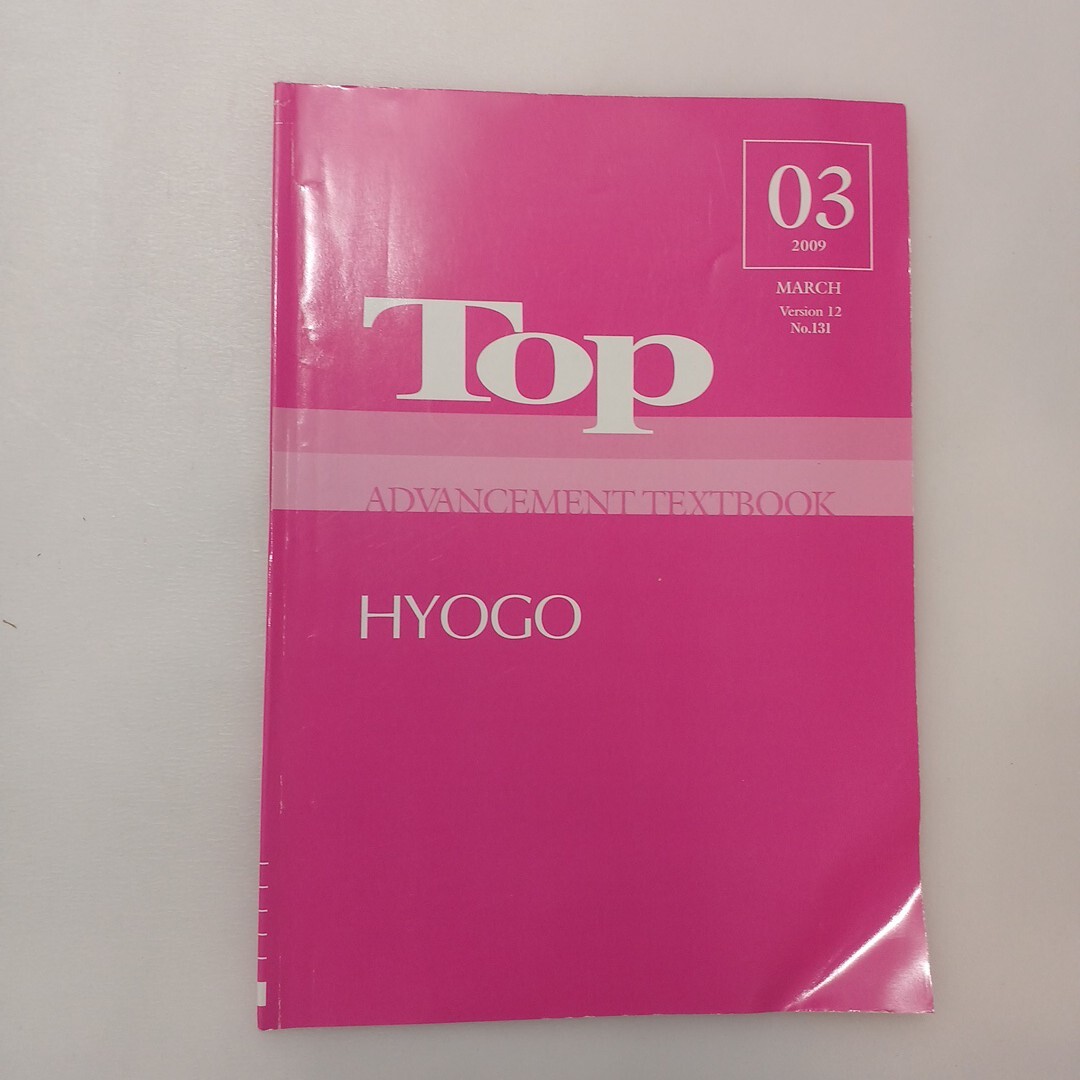 03
2009
MARCH
Version 12
No.131
Top
ADVANCEMENT TEXTBOOK
HYOGO